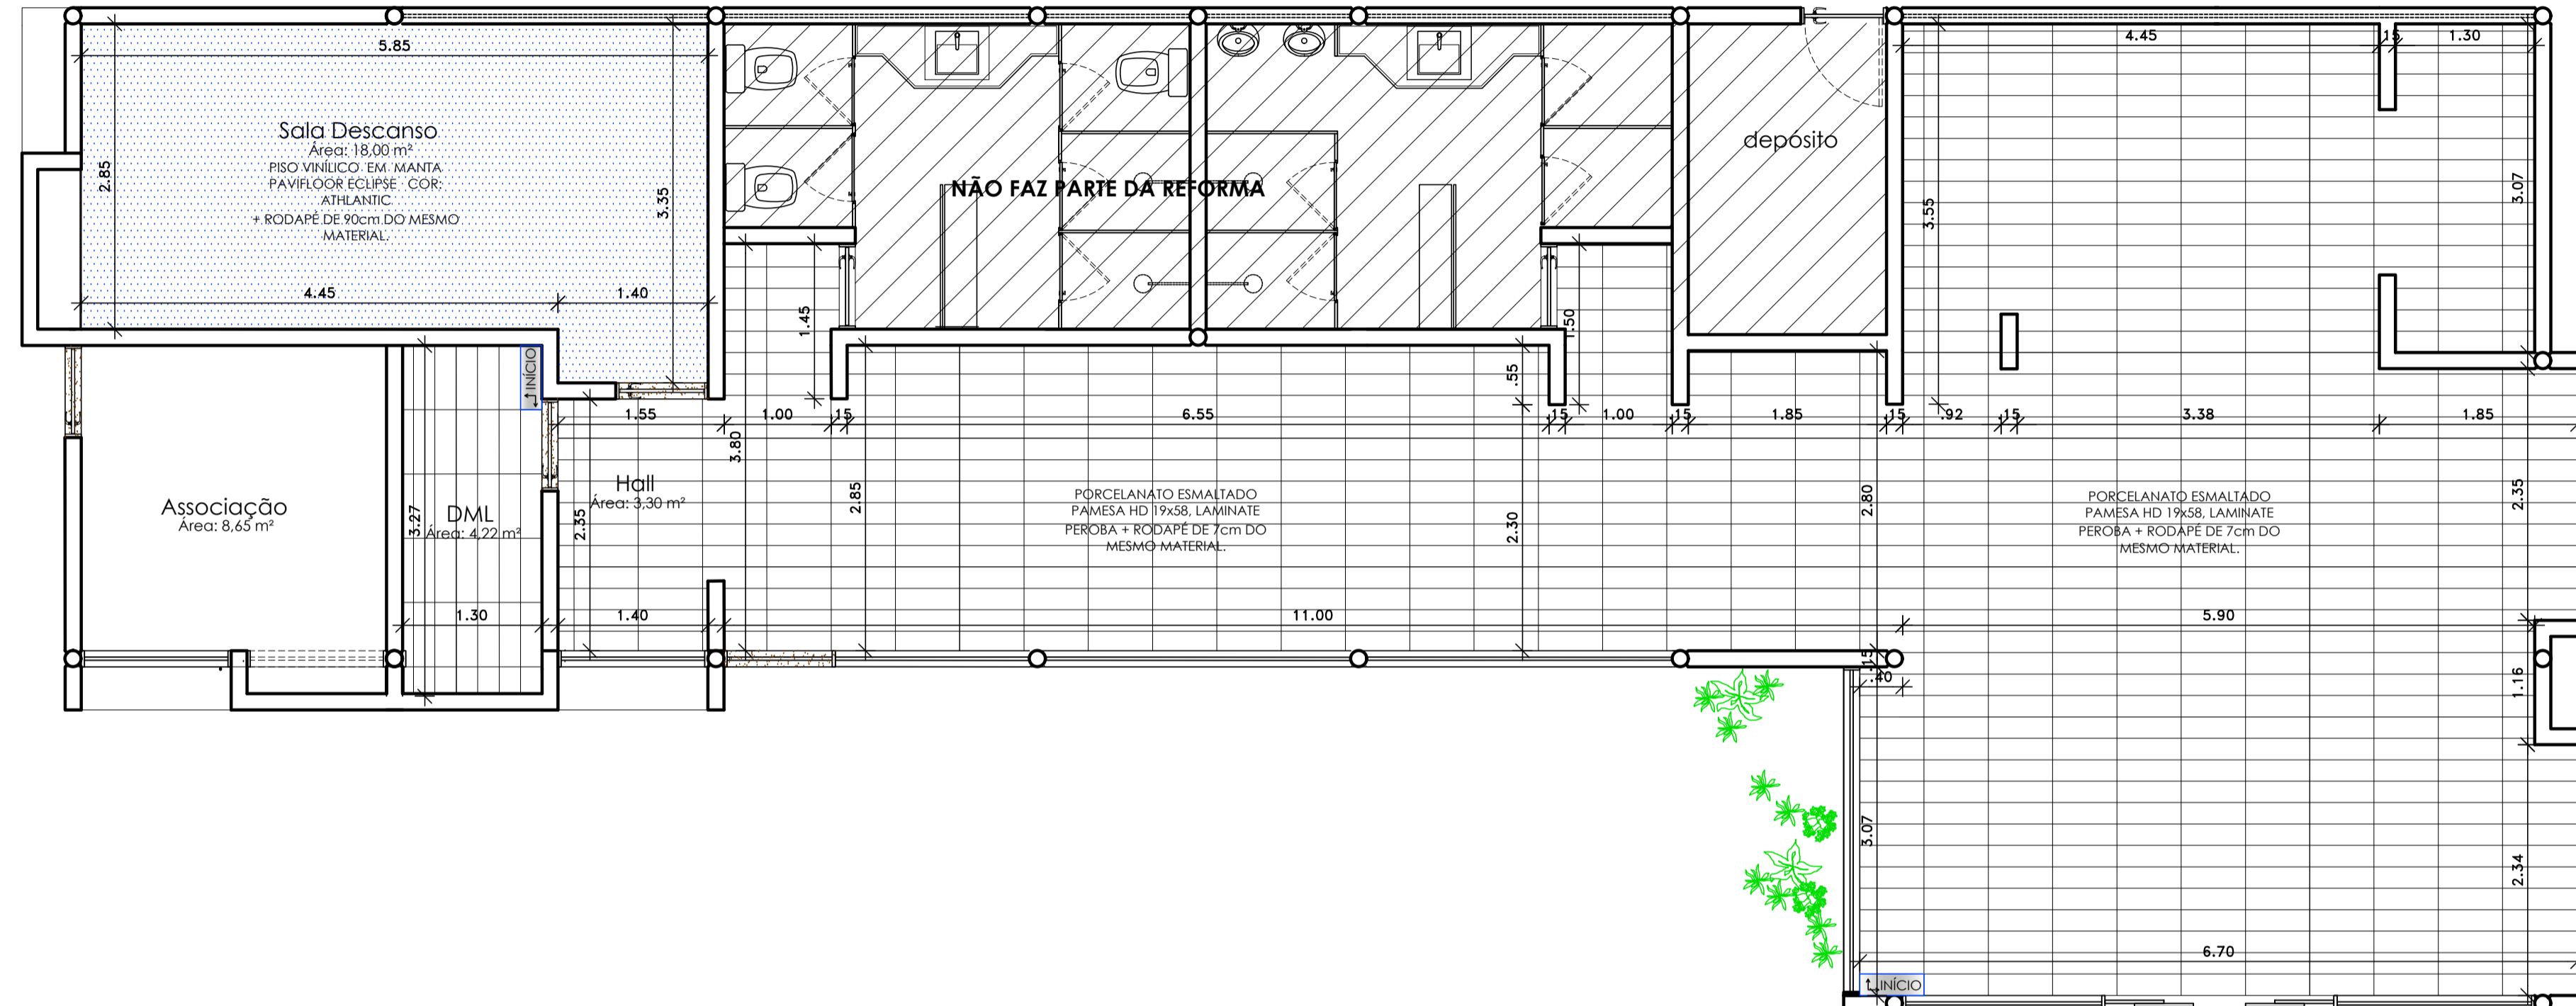 5.85
4.45
15
1.30
Sala Descanso
Área: 18,00 m²
PISO VINÍLICO EM MANTA
PAVIFLOOR ECLIPSE COR:
ATHLANTIC
+ RODAPÉ DE 90cm DO MESMO
MATERIAL.
2.85
3.35
NÃO FAZ PARTE DA REFORMA
depósito
3.55
3.07
4.45
1.40
1.45
.50
INÍCIO
.55
1.55
1.00
15
6.55
15
1.00
15
1.85
15
.92
15
3.38
1.85
3.80
Associação
Área: 8,65 m²
3.27
DML
Área: 4,22 m²
2.35
Hall
Área: 3,30 m²
2.85
PORCELANATO ESMALTADO
PAMESA HD 19x58, LAMINATE
PEROBA + RODAPÉ DE 7cm DO
MESMO MATERIAL.
2.30
2.80
PORCELANATO ESMALTADO
PAMESA HD 19x58, LAMINATE
PEROBA + RODAPÉ DE 7cm DO
MESMO MATERIAL.
2.35
1.30
1.40
11.00
5.90
.15
.40
1.16
3.07
2.34
6.70
INÍCIO